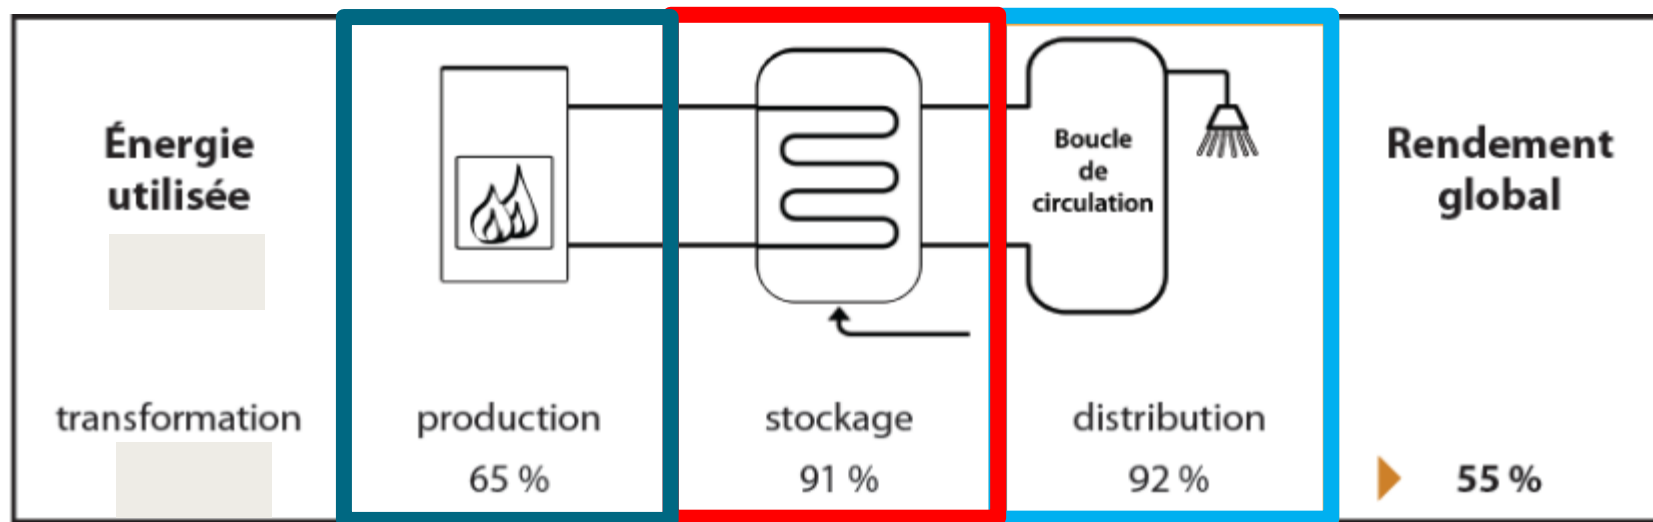 Énergie
utilisée
transformation
production
65 %
stockage
91 %
Boucle
de
circulation
distribution
92 %
Rendement
global
55 %